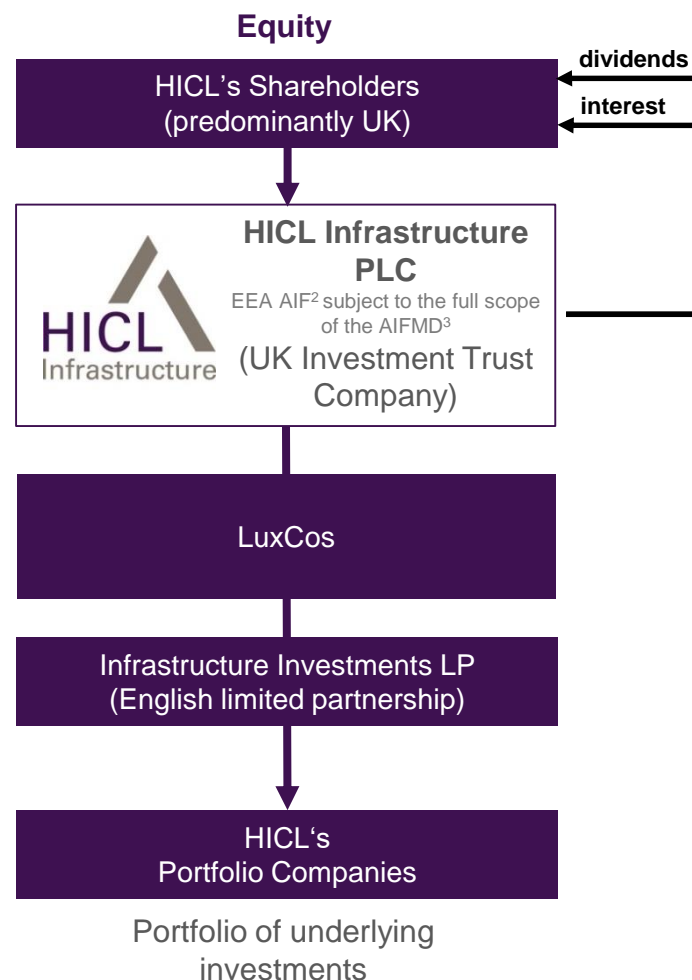 Equity
dividends
HICL's Shareholders
(predominantly UK)
interest
HICL
Infrastructure
HICL Infrastructure
PLC
EEA AIF² subject to the full scope
of the AIFMD³
(UK Investment Trust
Company)
LuxCos
Infrastructure Investments LP
(English limited partnership)
HICL‘s
Portfolio Companies
Portfolio of underlying
investments